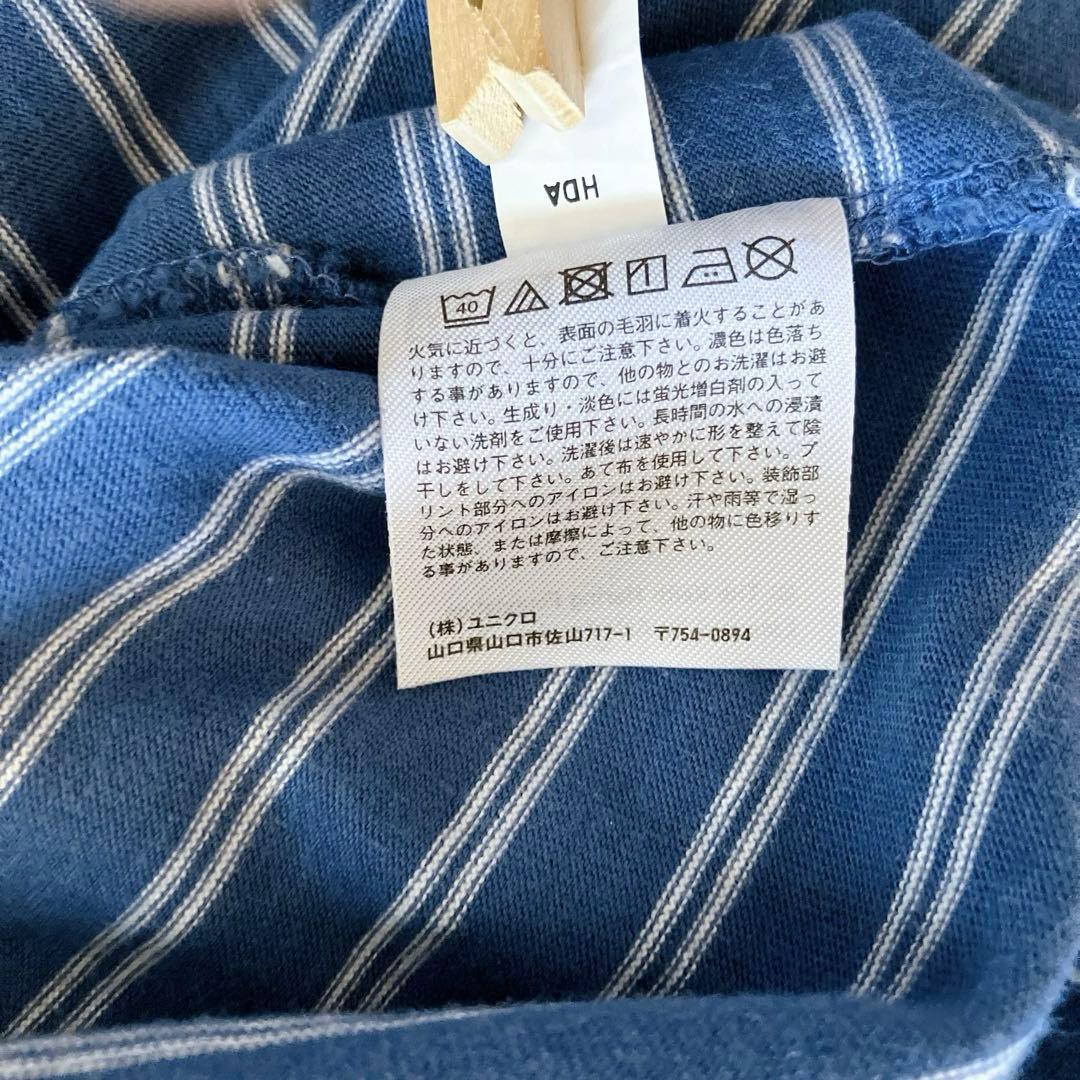 HDA
40
火気に近づくと、表面の毛羽に着火することがあ
りますので、十分にご注意下さい。濃色は色落ち
する事がありますので、他の物とのお洗濯はお避
け下さい。生成り・淡色には蛍光増白剤の入って
いない洗剤をご使用下さい。長時間の水への浸漬
はお避け下さい。洗濯後は速やかに形を整えて陰
干しをして下さい。あて布を使用して下さい。プ
リント部分へのアイロンはお避け下さい。装飾部
分へのアイロンはお避け下さい。汗や雨等で湿っ
た状態、または摩擦によって、他の物に色移りす
る事がありますので、ご注意下さい。
(株)ユニクロ
山口県山口市佐山717-1 〒754-0894